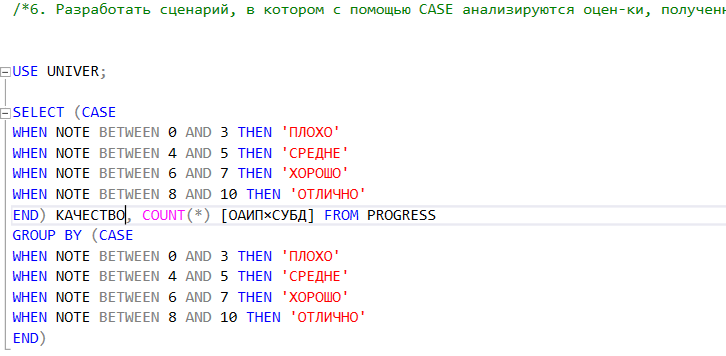 /*6. Разработать сценарий, в котором с помощью CASE анализируются оцен-ки,
USE UNIVER;
SELECT (CASE
WHEN NOTE BETWEEN 0 AND 3 THEN 'ПЛОХО'
WHEN NOTE BETWEEN 4 AND 5 THEN 'СРЕДНЕ'
WHEN NOTE BETWEEN 6 AND 7 THEN 'ХОРОШО'
WHEN NOTE BETWEEN 8 AND 10 THEN 'ОТЛИЧНО'
END) КАЧЕСТВО, COUNT(*) [ОАИП×СУБД] FROM PROGRESS
GROUP BY (CASE
WHEN NOTE BETWEEN 0 AND 3 THEN 'ПЛОХО'
WHEN NOTE BETWEEN 4 AND 5 THEN 'СРЕДНЕ'
WHEN NOTE BETWEEN 6 AND 7 THEN 'ХОРОШО'
WHEN NOTE BETWEEN 8 AND 10 THEN 'ОТЛИЧНО'
END)